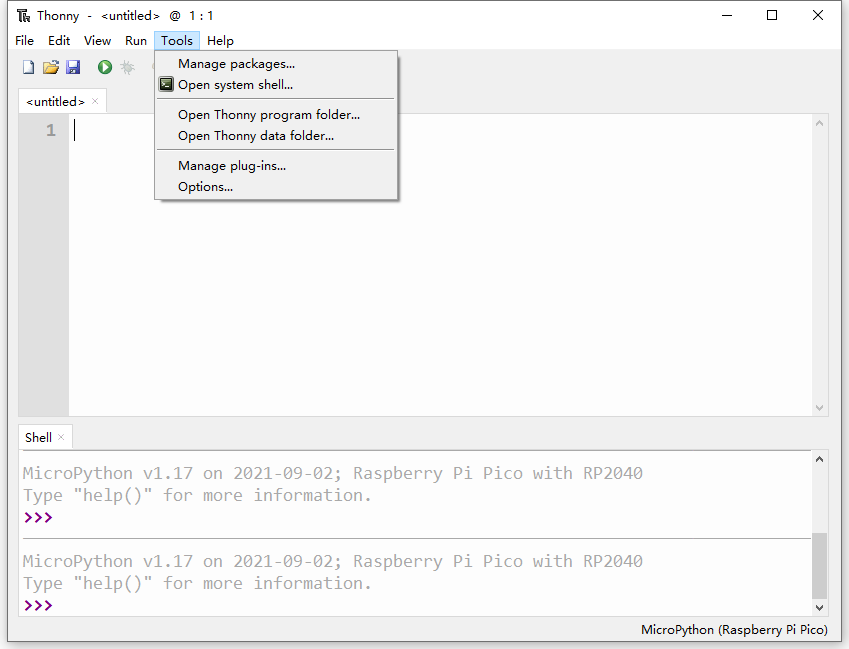 Thonny - <untitled> @ 1 : 1
File Edit View Run Tools Help
Manage packages...
Open system shell...
<untitled> ×
Open Thonny program folder...
1
Open Thonny data folder...
Manage plug-ins...
Options...
Shell ×
MicroPython v1.17 on 2021-09-02; Raspberry Pi Pico with RP2040
Type "help()" for more information.
>>>
MicroPython v1.17 on 2021-09-02; Raspberry Pi Pico with RP2040
Type "help()" for more information.
>>>
MicroPython (Raspberry Pi Pico)